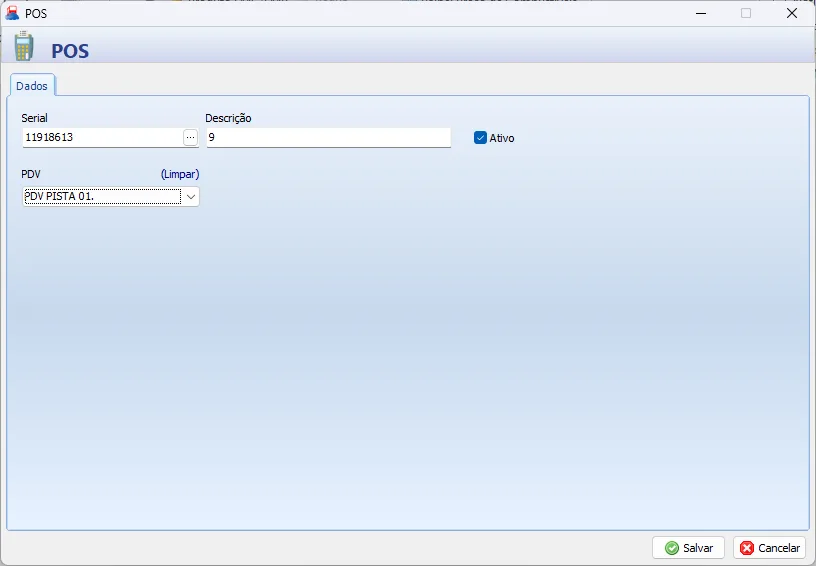 POS
POS
Dados
Serial Descrição
11918613 ... 9 Ativo
PDV (Limpar)
PDV PISTA 01.
Salvar Cancelar